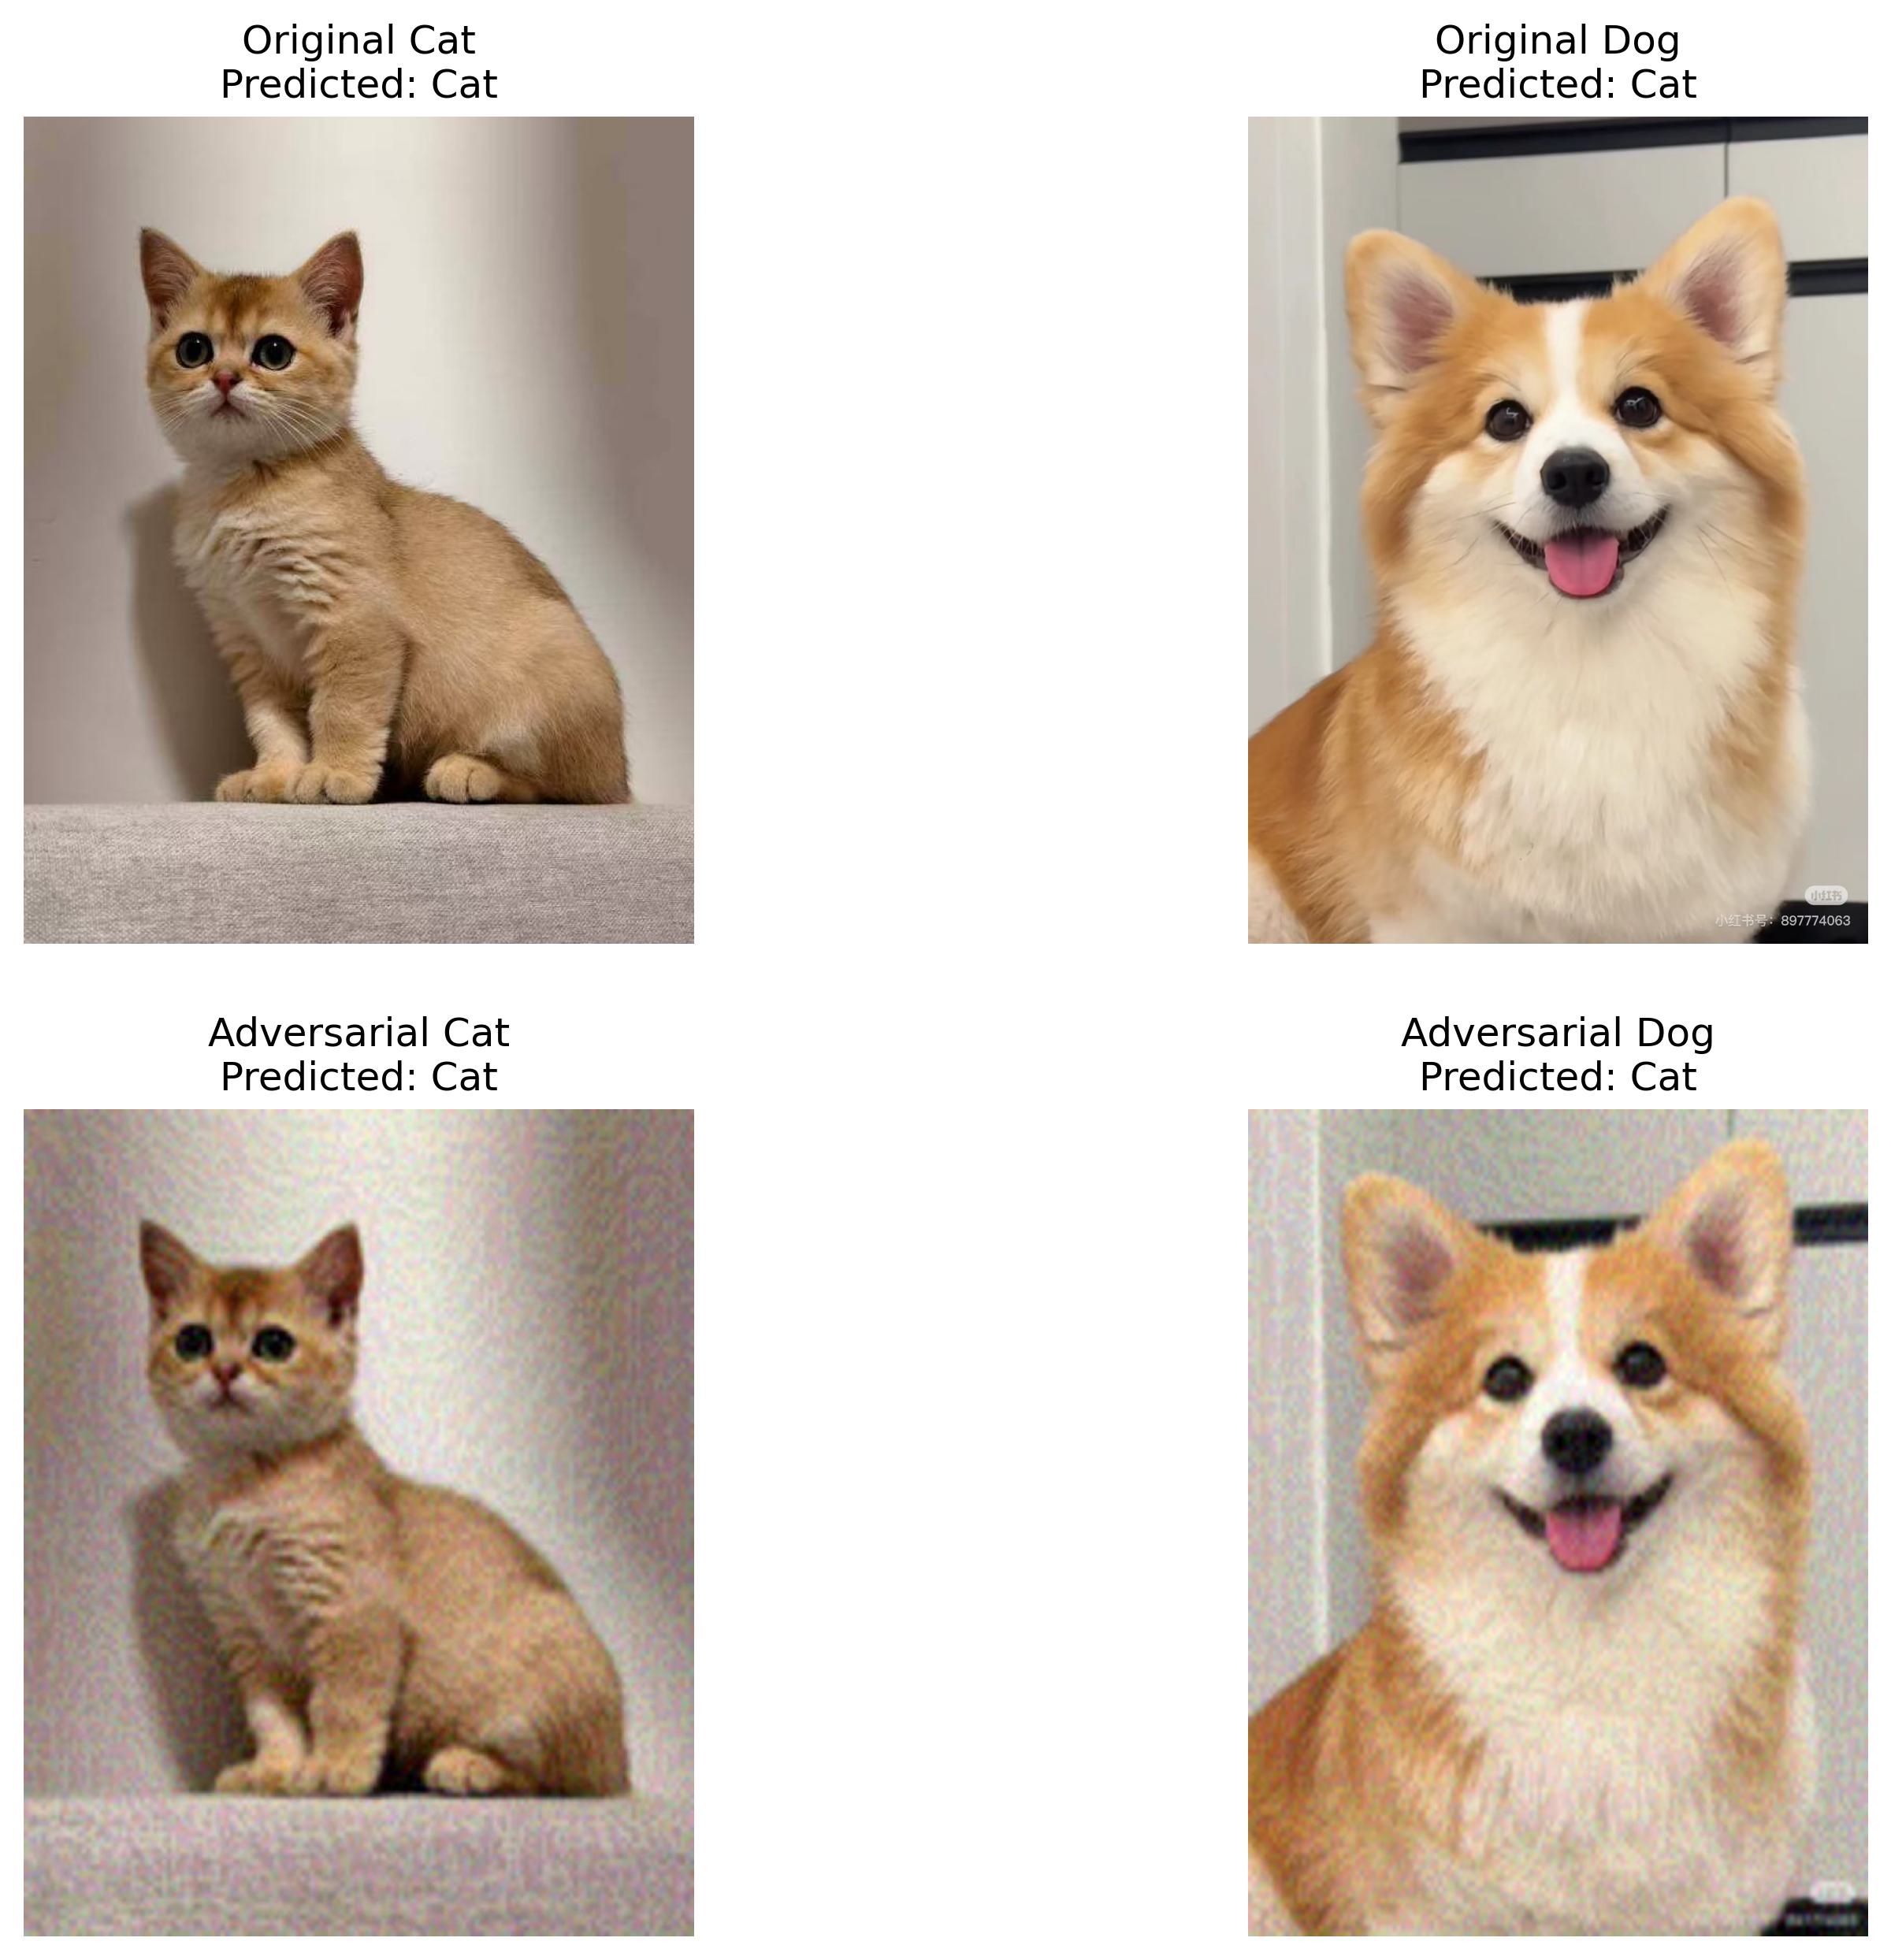 Original Cat
Predicted: Cat
Original Dog
Predicted: Cat
小红书
小红书号: 897774063
Adversarial Cat
Predicted: Cat
Adversarial Dog
Predicted: Cat